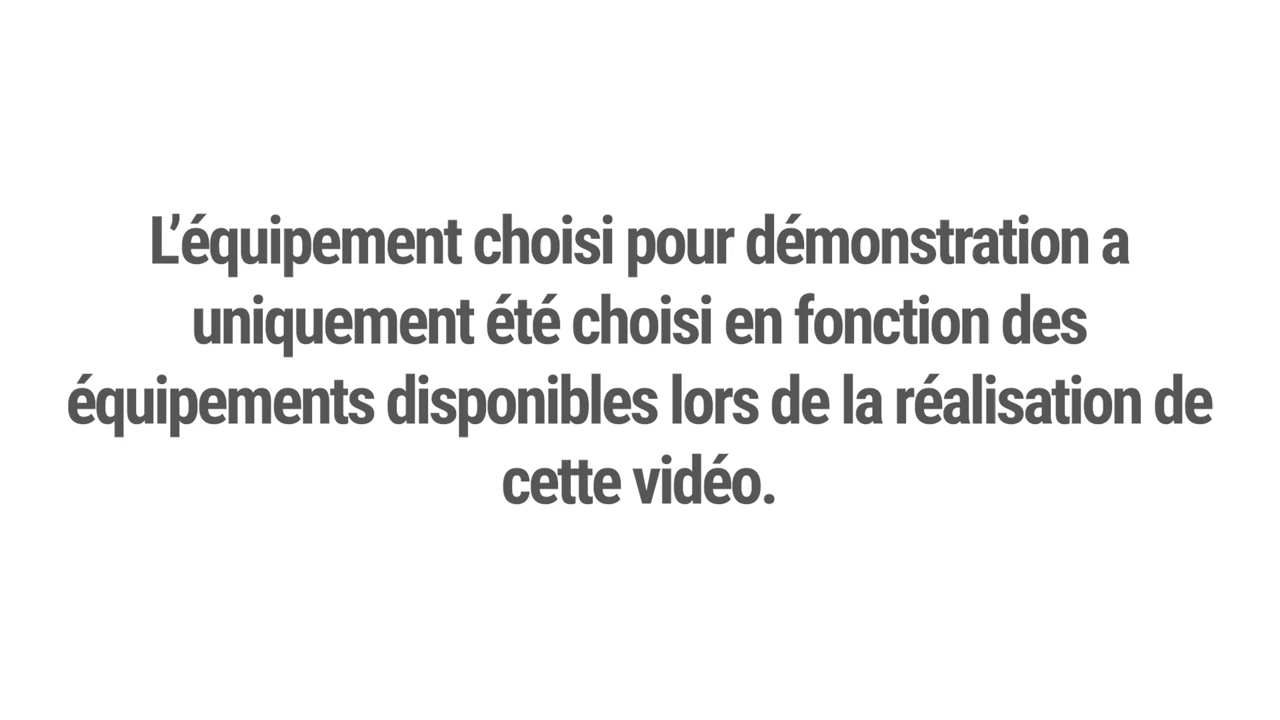 L’équipement choisi pour démonstration a
uniquement été choisi en fonction des
équipements disponibles lors de la réalisation de
cette vidéo.